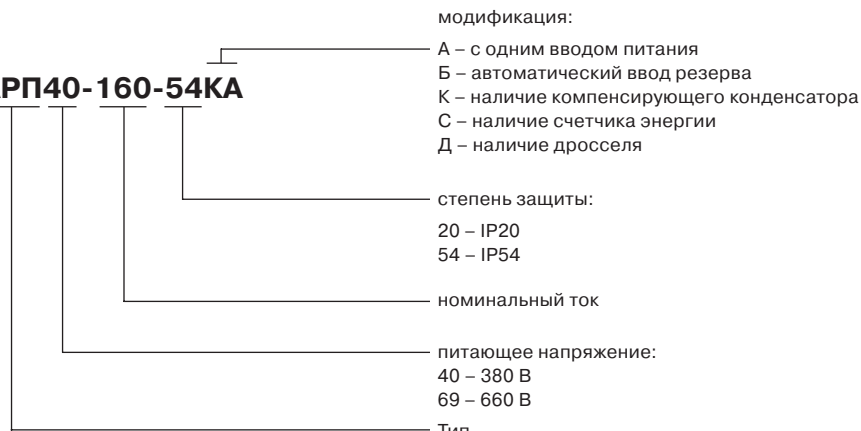 модификация:
А – с одним вводом питания
Б – автоматический ввод резерва
К – наличие компенсирующего конденсатора
С – наличие счетчика энергии
Д – наличие дросселя
РП40-160-54КА
степень защиты:
20 – IP20
54 – IP54
номинальный ток
питающее напряжение:
40 – 380 В
69 – 660 В
Тип